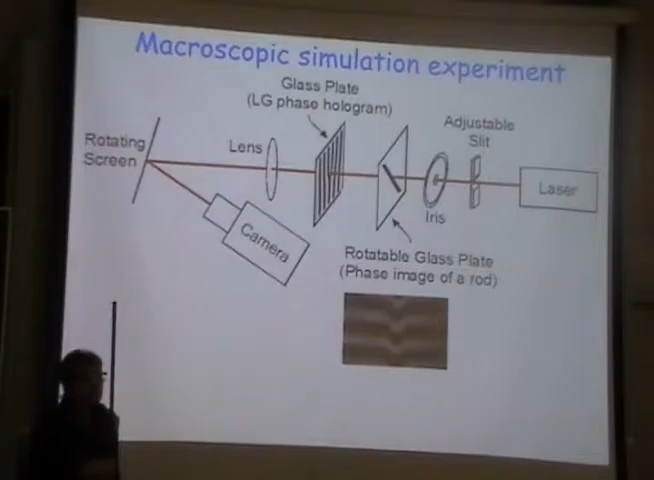 Macroscopic simulation experiment
Glass Plate
(LG phase hologram)
Adjustable
Slit
Rotating
Screen
Lens
Laser
Iris
Camera
Rotatable Glass Plate
(Phase image of a rod)